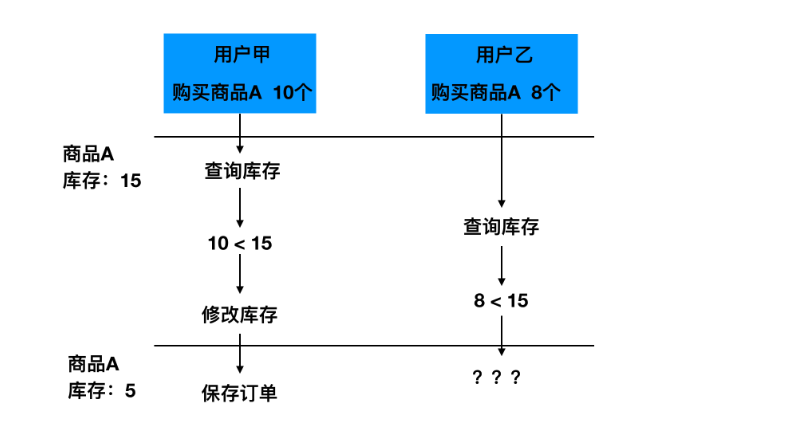 用户甲
购买商品A 10个
用户乙
购买商品A 8个
商品A
库存：15
查询库存
10 < 15
修改库存
查询库存
8 < 15
商品A
库存：5
保存订单
？？？